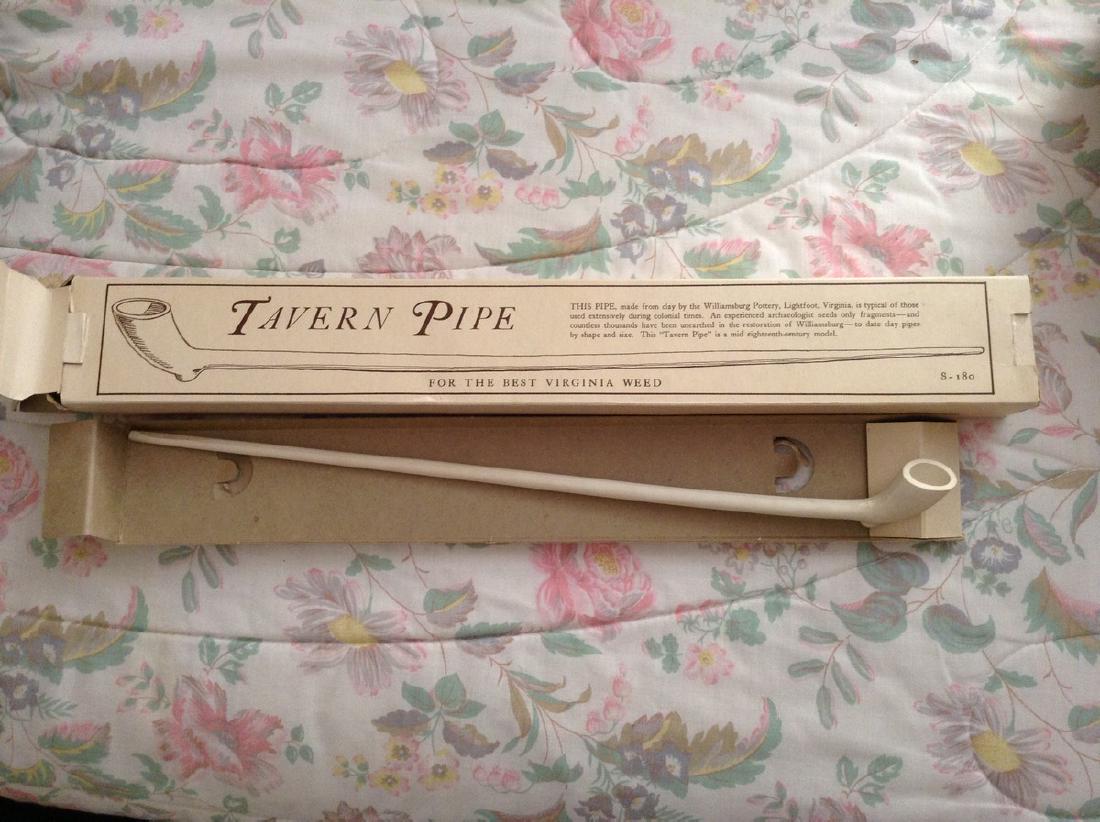 TAVERN PIPE
THIS PIPE, made from clay by the Williamsburg Pottery, Lightfoot, Virginia, is typical of those
used extensively during colonial times. An experienced archaeologist needs only fragments—and
countless thousands have been unearthed in the restoration of Williamsburg—to date clay pipes
by shape and size. This "Tavern Pipe" is a mid eighteenth-century model.
FOR THE BEST VIRGINIA WEED
S-180